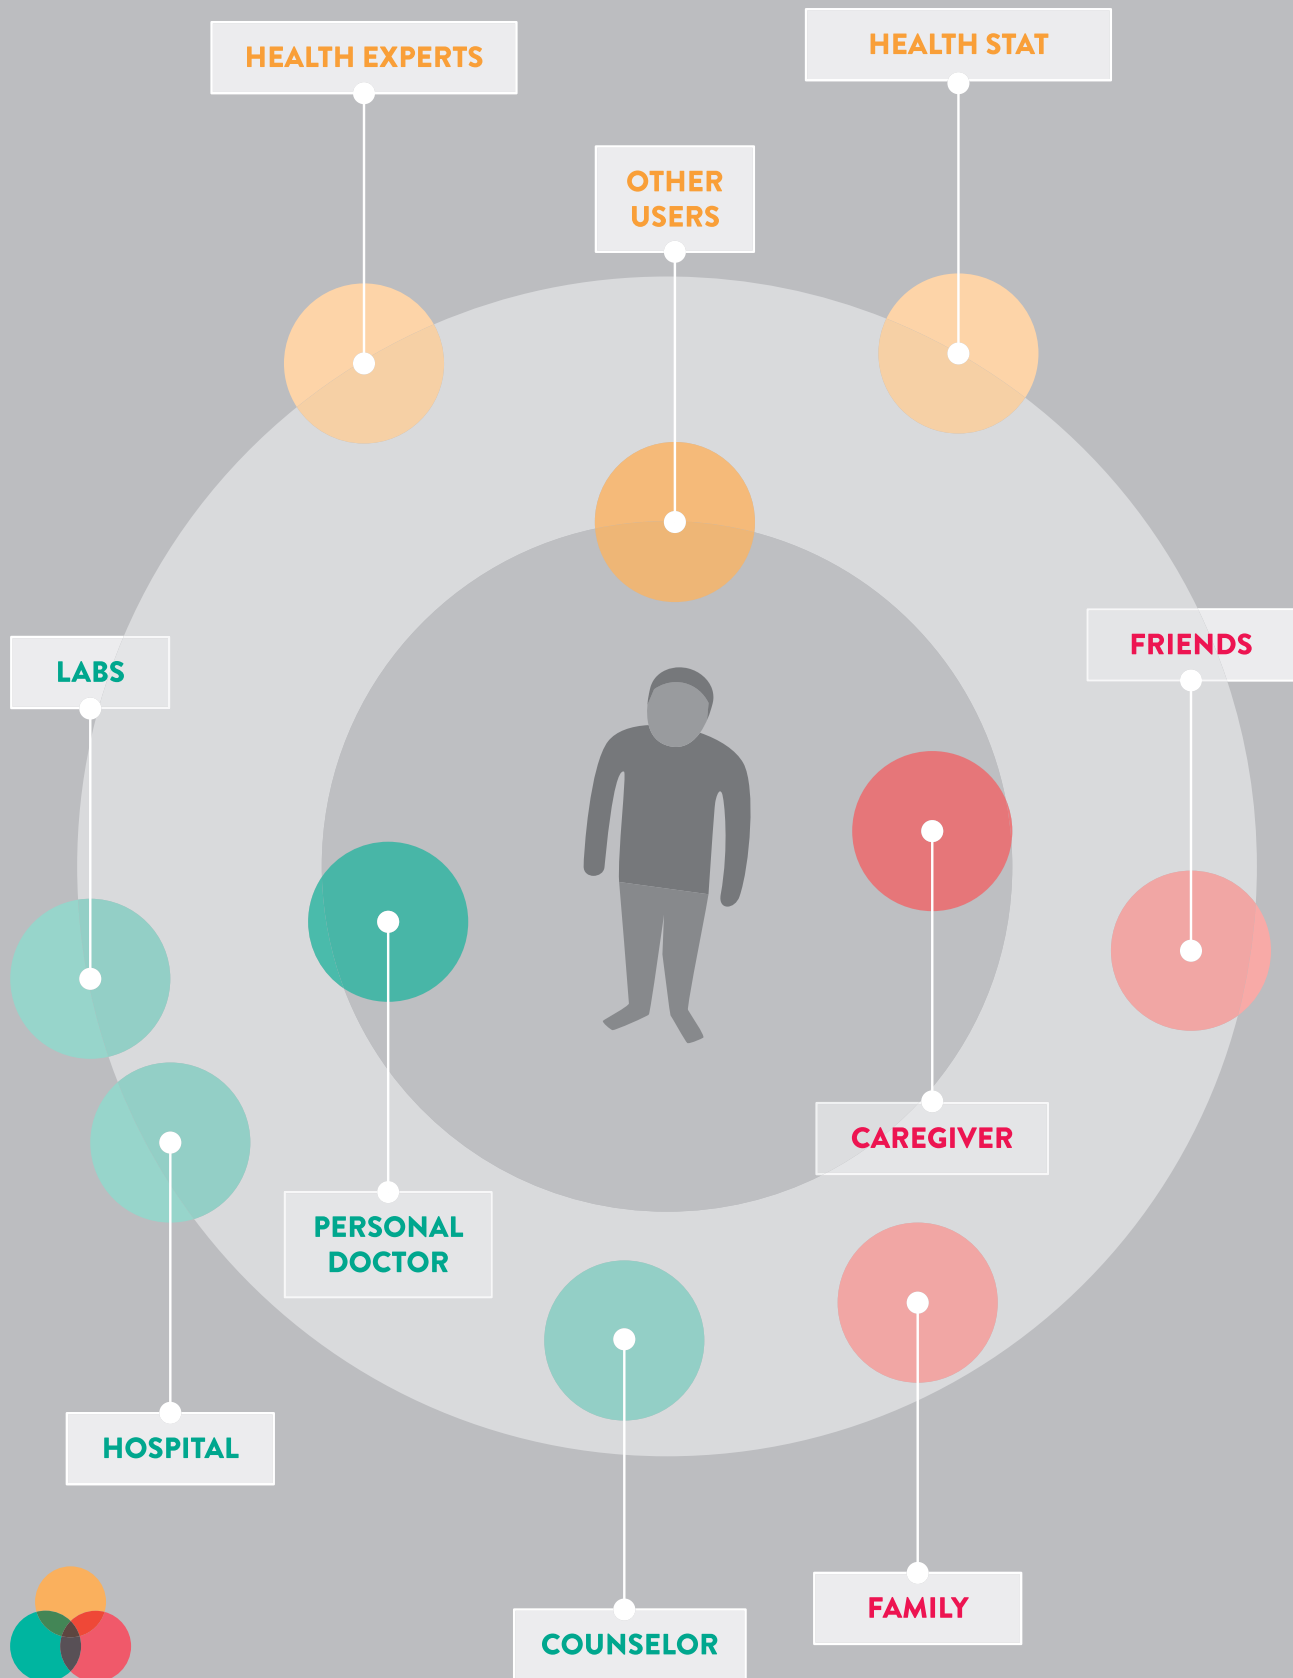 HEALTH EXPERTS
HEALTH STAT
OTHER
USERS
FRIENDS
LABS
CAREGIVER
PERSONAL
DOCTOR
HOSPITAL
FAMILY
COUNSELOR